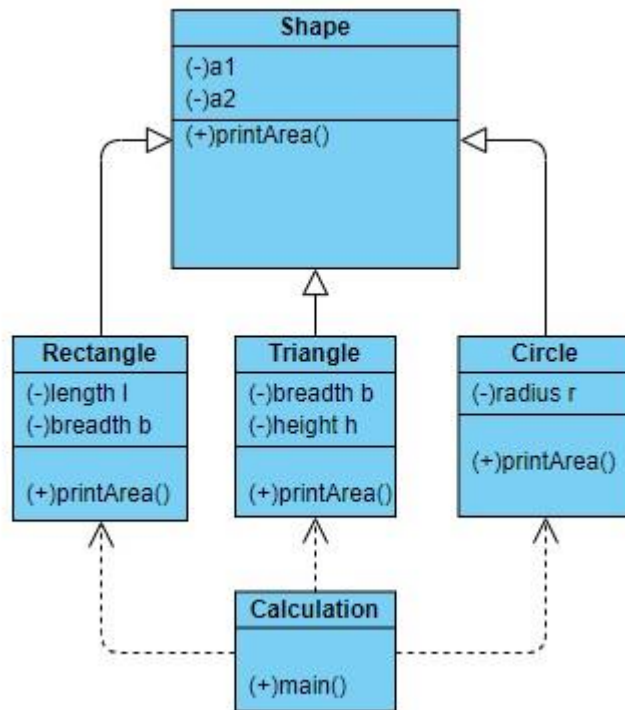 Shape
(-)a1
(-)a2
(+)printArea()
Rectangle
(-)length l
(-)breadth b
(+)printArea()
Triangle
(-)breadth b
(-)height h
(+)printArea()
Circle
(-)radius r
(+)printArea()
Calculation
(+)main()